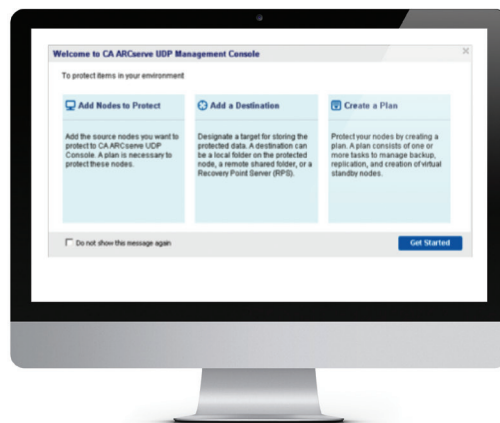 Welcome to CA ARCserve UDP Management Console
To protect items in your environment
Add Nodes to Protect
Add the source nodes you want to
protect to CA ARCserve UDP
Console. A plan is necessary to
protect these nodes.
Add a Destination
Designate a target for storing the
protected data. A destination can
be a local folder on the protected
node, a remote shared folder, or a
Recovery Point Server (RPS).
Create a Plan
Protect your nodes by creating a
plan. A plan consists of one or
more tasks to manage backup,
replication, and creation of virtual
standby nodes.
Do not show this message again
Get Started